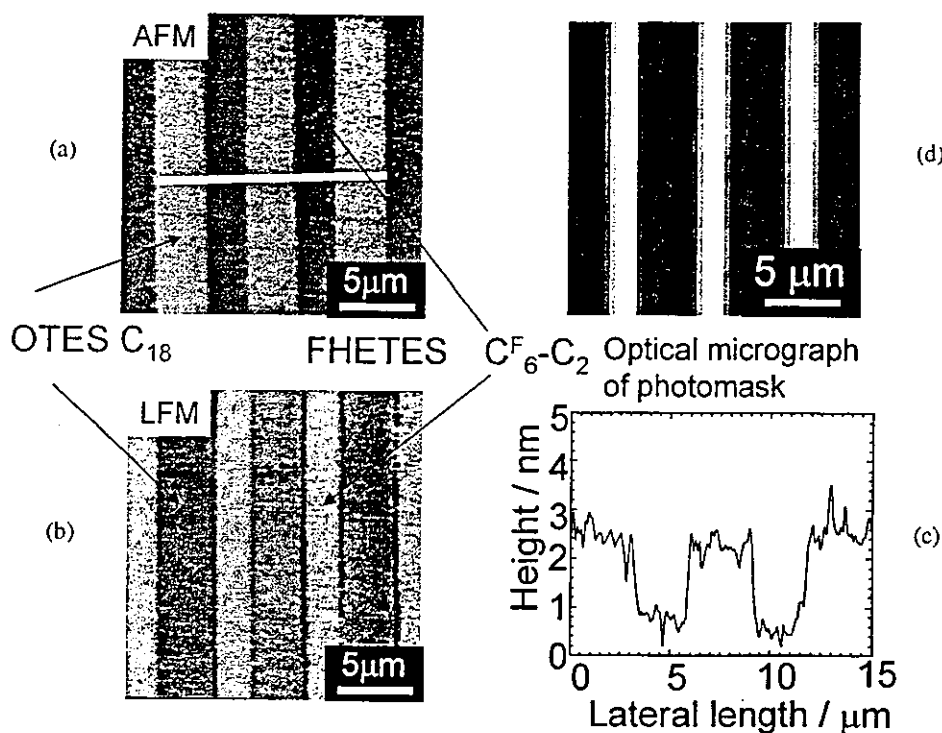 AFM
(a)
5μm
(d)
5 μm
OTES C₁₈
FHETES Cᶠ₆-C₂
Optical micrograph
of photomask
LFM
(b)
5μm
(c)
Height / nm
5
4
3
2
1
0
0 5 10 15
Lateral length / μm